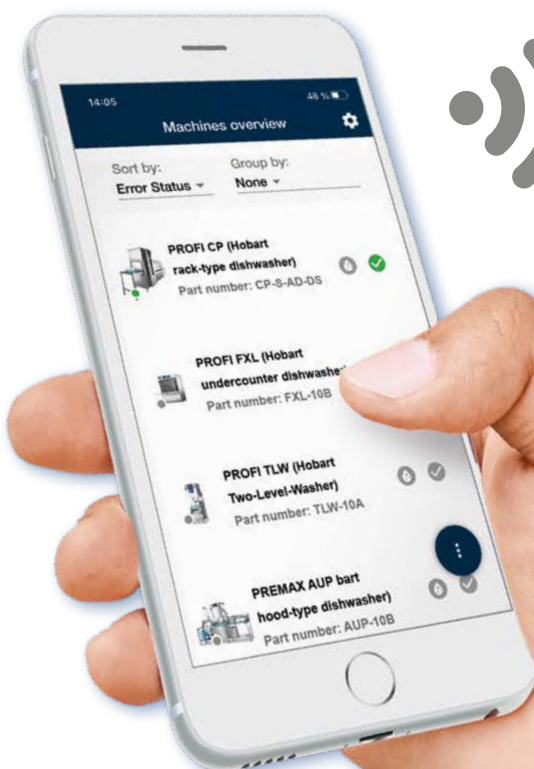 14:05
48 %
Machines overview
Sort by:
Group by:
Error Status
None
PROFI CP (Hobart
rack-type dishwasher)
Part number: CP-S-AD-DS
PROFI FXL (Hobart
undercounter dishwasher
Part number: FXL-10B
PROFI TLW (Hobart
Two-Level-Washer)
Part number: TLW-10A
PREMAX AUP bart
hood-type dishwasher)
Part number: AUP-10B